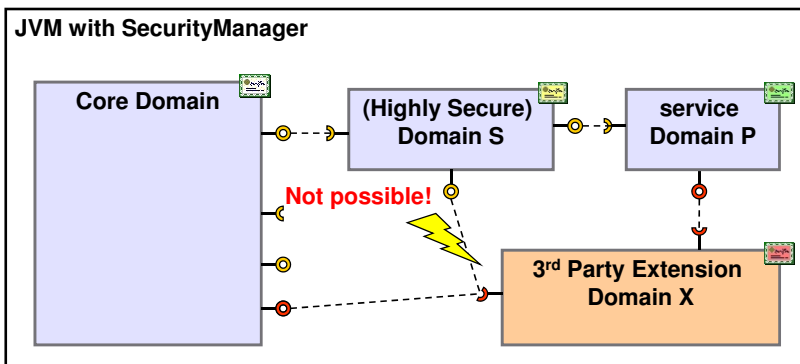 JVM with SecurityManager
Core Domain
(Highly Secure)
Domain S
service
Domain P
Not possible!
3rd Party Extension
Domain X